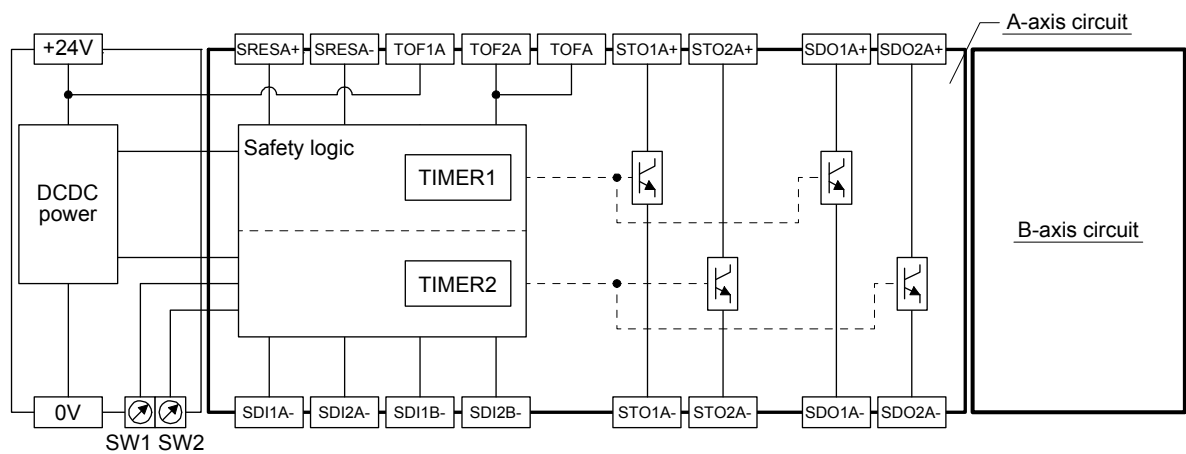 A-axis circuit
+24V
SRESA+ SRESA- TOF1A TOF2A TOFA STO1A+ STO2A+ SDO1A+ SDO2A+
Safety logic
TIMER1
DCDC
power
B-axis circuit
TIMER2
0V
SDI1A- SDI2A- SDI1B- SDI2B- STO1A- STO2A- SDO1A- SDO2A-
SW1 SW2